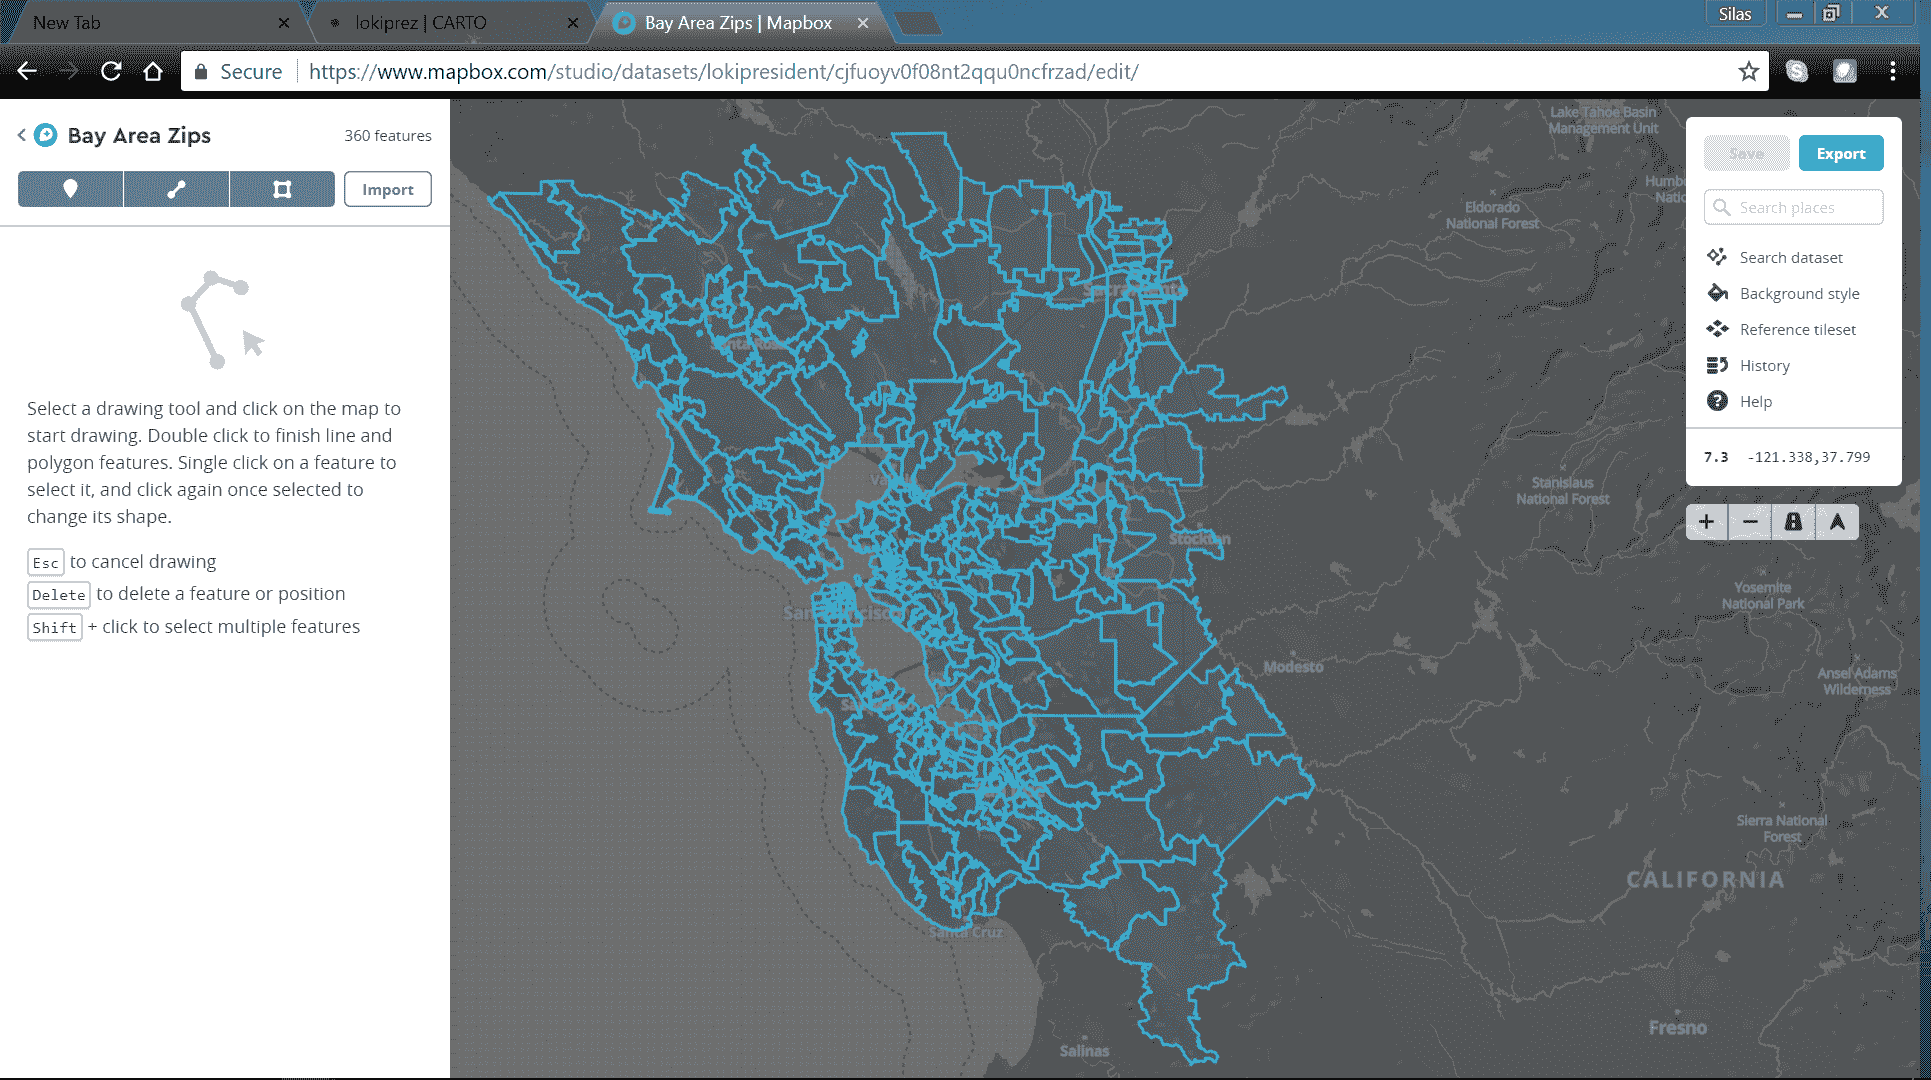 New Tab
lokiprez | CARTO
Bay Area Zips | Mapbox
Silas
Secure
https://www.mapbox.com/studio/datasets/lokipresident/cjfuoyv0f08nt2qqu0ncfrzad/edit/
Bay Area Zips
360 features
Import
Select a drawing tool and click on the map to
start drawing. Double click to finish line and
polygon features. Single click on a feature to
select it, and click again once selected to
change its shape.
Esc to cancel drawing
Delete to delete a feature or position
Shift + click to select multiple features
Lake Tahoe Basin
Management Unit
Eldorado
National Forest
Sacramento
Santa Rosa
Stanislaus
National Forest
Stockton
Yosemite
National Park
San Francisco
Modesto
Ansel Adams
Wilderness
Sierra National
Forest
CALIFORNIA
Santa Cruz
Fresno
Salinas
Save
Export
Search places
Search dataset
Background style
Reference tileset
History
Help
7.3 -121.338,37.799